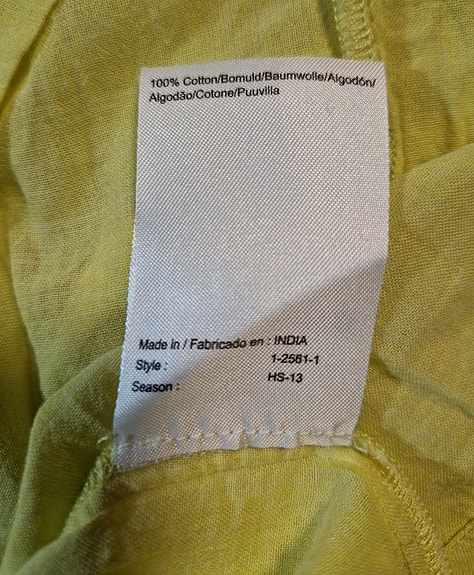 100% Cotton/Bomuld/Baumwolle/Algodón/
Algodão/Cotone/Puuvilla
Made in / Fabricado en : INDIA
Style : 1-2561-1
Season : HS-13